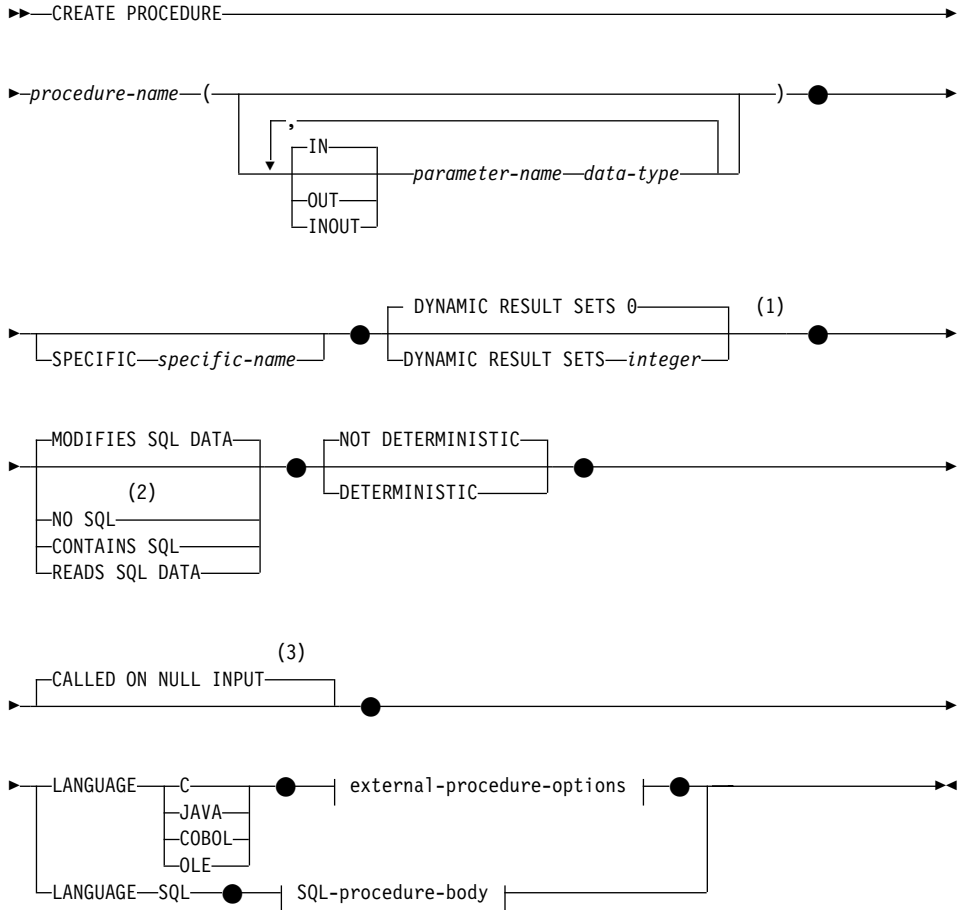 CREATE PROCEDURE
procedure-name ( )
,
IN
parameter-name data-type
OUT
INOUT
DYNAMIC RESULT SETS 0 (1)
SPECIFIC specific-name DYNAMIC RESULT SETS integer
MODIFIES SQL DATA NOT DETERMINISTIC
(2) DETERMINISTIC
NO SQL
CONTAINS SQL
READS SQL DATA
(3)
CALLED ON NULL INPUT
LANGUAGE C external-procedure-options
JAVA
COBOL
OLE
LANGUAGE SQL SQL-procedure-body